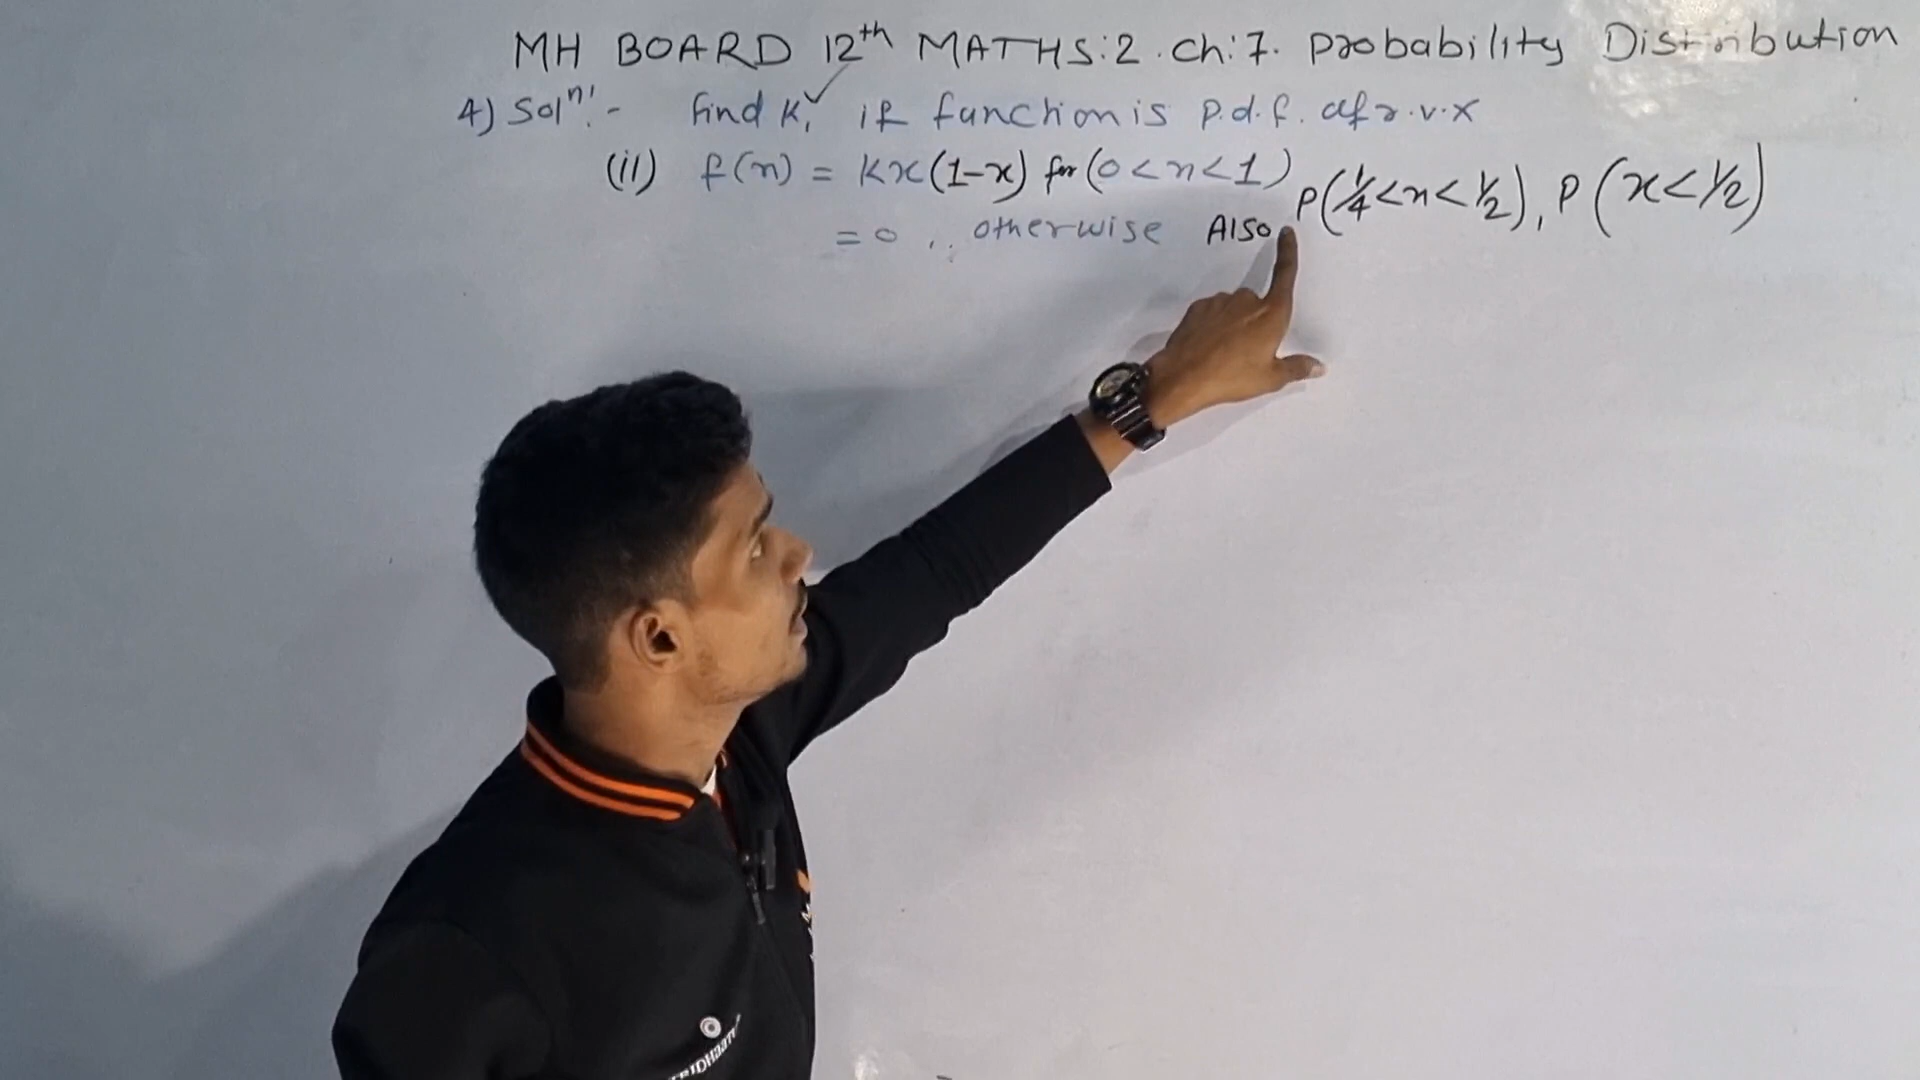 MH BOARD 12th MATHS:2. Ch:7. Probability Distribution
4) Solⁿ:- Find K, if function is p.d.f. of r.v.x
(ii) f(x) = Kx(1-x) for (0<x<1)
=0 , otherwise Also P(1/4<x<1/2), P(x<1/2)